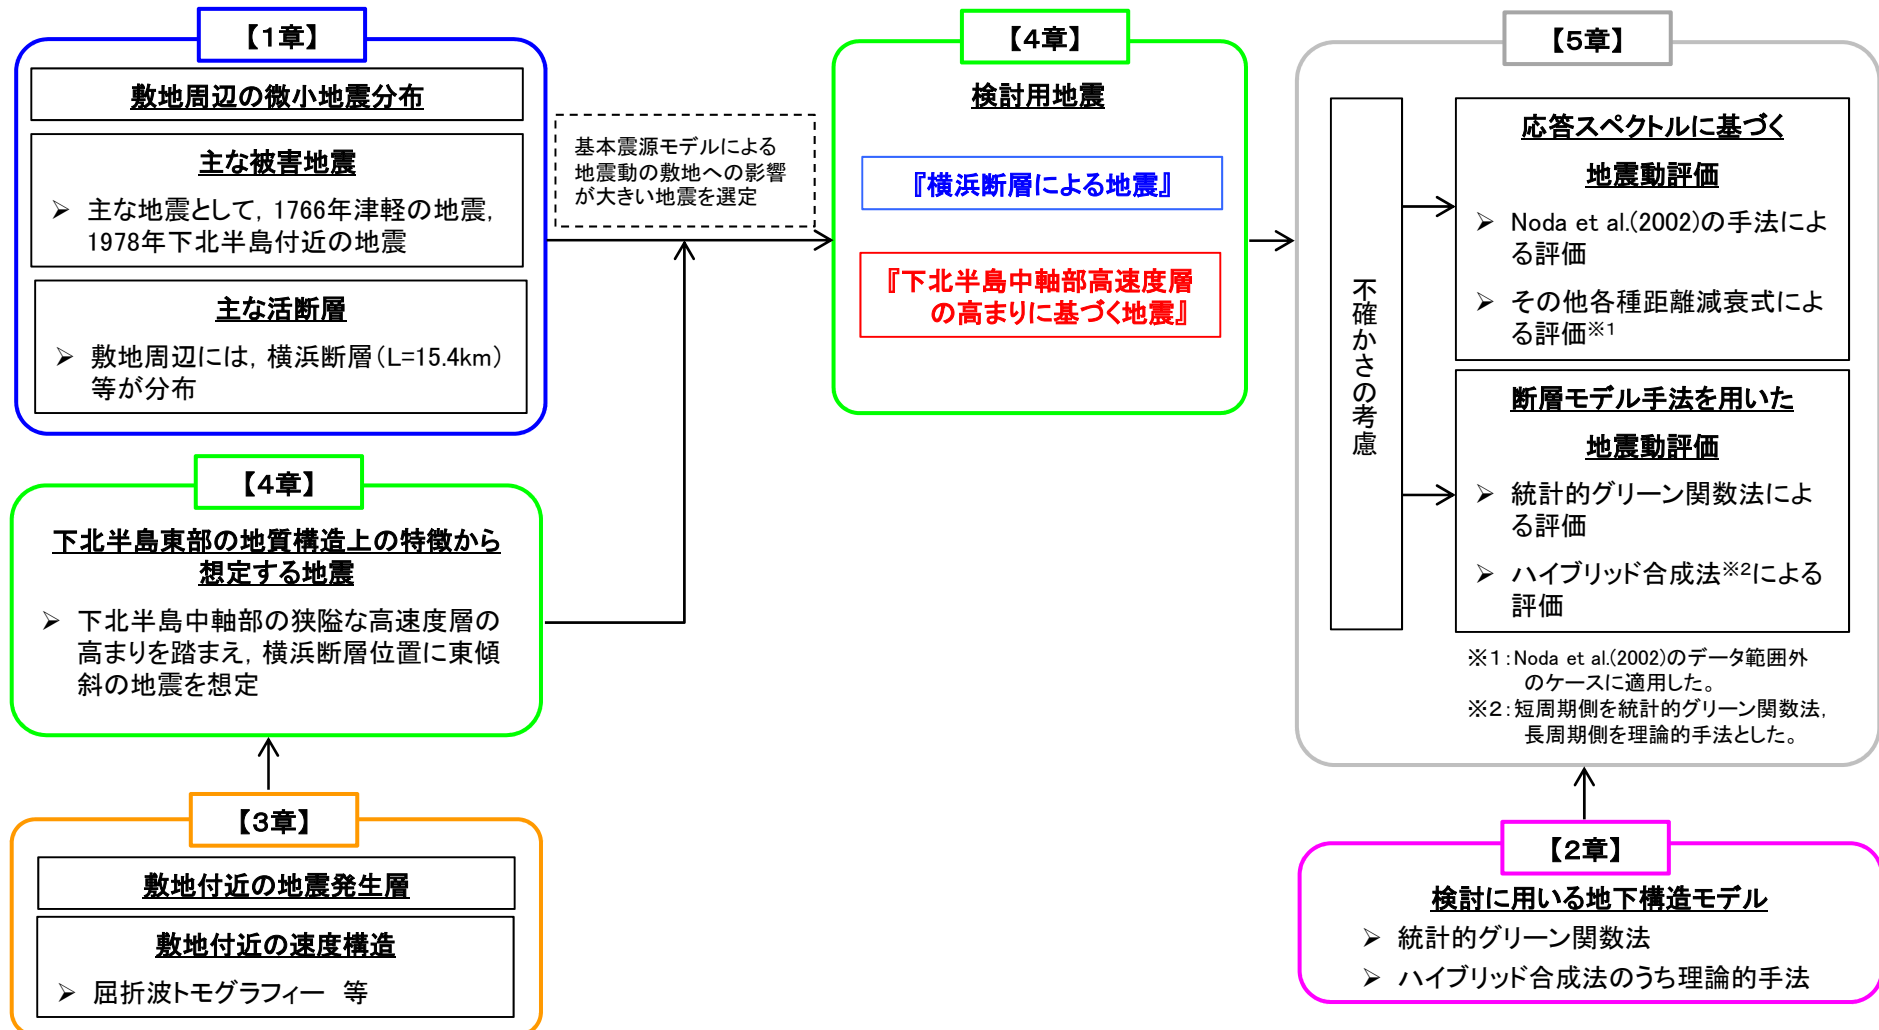 【1章】
敷地周辺の微小地震分布
主な被害地震
➢ 主な地震として，1766年津軽の地震，
1978年下北半島付近の地震
主な活断層
➢ 敷地周辺には，横浜断層（L=15.4km）
等が分布
【4章】
下北半島東部の地質構造上の特徴から
想定する地震
➢ 下北半島中軸部の狭隘な高速度層の
高まりを踏まえ，横浜断層位置に東傾
斜の地震を想定
【3章】
敷地付近の地震発生層
敷地付近の速度構造
➢ 屈折波トモグラフィー 等
基本震源モデルによる
地震動の敷地への影響
が大きい地震を選定
【4章】
検討用地震
『横浜断層による地震』
『下北半島中軸部高速度層
の高まりに基づく地震』
【5章】
不確かさの考慮
応答スペクトルに基づく
地震動評価
➢ Noda et al.(2002)の手法によ
る評価
➢ その他各種距離減衰式によ
る評価※1
断層モデル手法を用いた
地震動評価
➢ 統計的グリーン関数法によ
る評価
➢ ハイブリッド合成法※2による
評価
※1：Noda et al.(2002)のデータ範囲外
のケースに適用した。
※2：短周期側を統計的グリーン関数法，
長周期側を理論的手法とした。
【2章】
検討に用いる地下構造モデル
➢ 統計的グリーン関数法
➢ ハイブリッド合成法のうち理論的手法